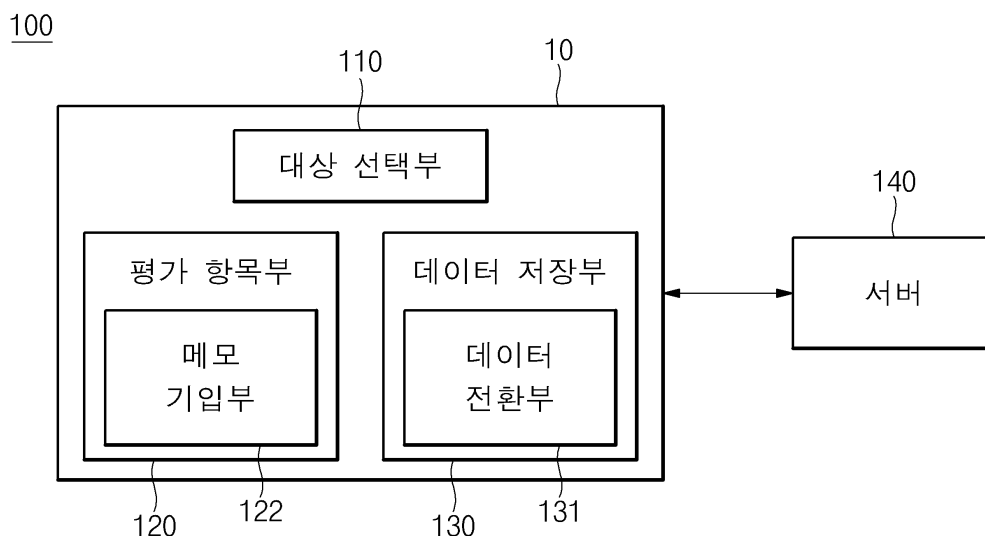 100
110
10
대상 선택부
140
평가 항목부
데이터 저장부
서버
메모
기입부
데이터
전환부
120
122
130
131